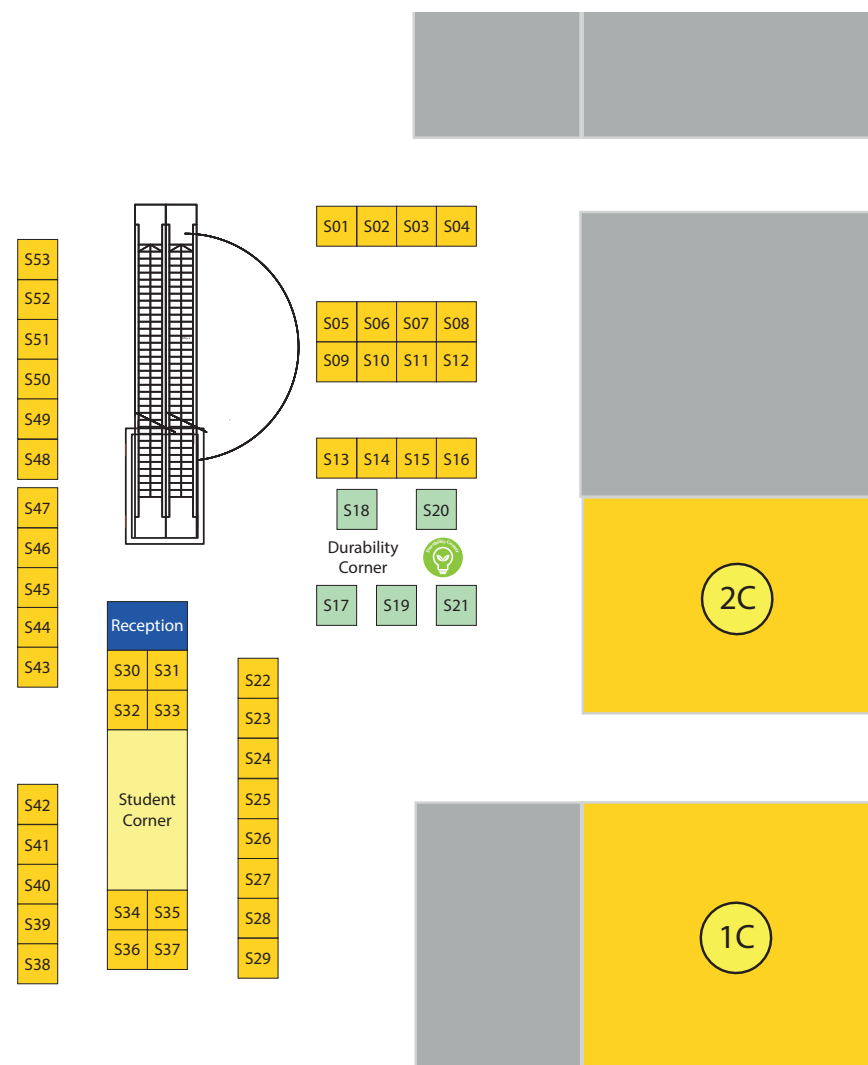 S01 S02 S03 S04
S53
S52
S51
S50
S49
S48
S05 S06 S07 S08
S09 S10 S11 S12
S13 S14 S15 S16
S47
S46
S45
S44
S43
S18 S20
Durability
Corner
S17 S19 S21
2C
Reception
S30 S31
S32 S33
Student
Corner
S34 S35
S36 S37
S22
S23
S24
S25
S26
S27
S28
S29
S42
S41
S40
S39
S38
1C